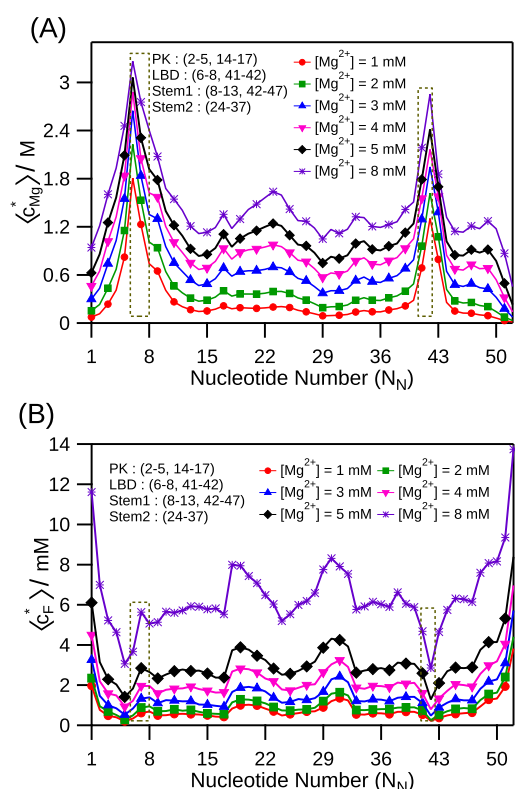 (A)
PK : (2-5, 14-17)
LBD : (6-8, 41-42)
Stem1 : (8-13, 42-47)
Stem2 : (24-37)
[Mg2+] = 1 mM
[Mg2+] = 2 mM
[Mg2+] = 3 mM
[Mg2+] = 4 mM
[Mg2+] = 5 mM
[Mg2+] = 8 mM
⟨c*Mg⟩ / M
3
2.4
1.8
1.2
0.6
0
1 8 15 22 29 36 43 50
Nucleotide Number (NN)
(B)
PK : (2-5, 14-17)
LBD : (6-8, 41-42)
Stem1 : (8-13, 42-47)
Stem2 : (24-37)
[Mg2+] = 1 mM [Mg2+] = 2 mM
[Mg2+] = 3 mM [Mg2+] = 4 mM
[Mg2+] = 5 mM [Mg2+] = 8 mM
⟨c*F⟩ / mM
14
12
10
8
6
4
2
0
1 8 15 22 29 36 43 50
Nucleotide Number (NN)